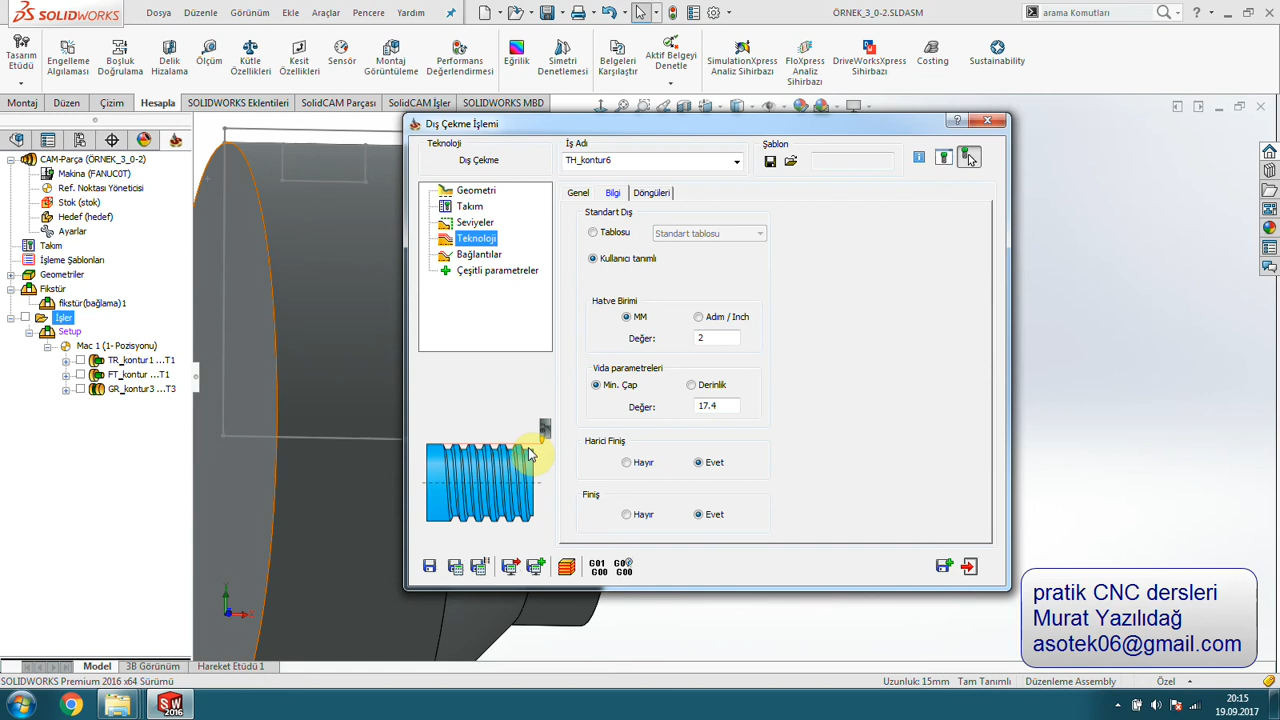 SOLIDWORKS
Dosya Düzenle Görünüm Ekle Araçlar Pencere Yardım
ÖRNEK_3_0-2.SLDASM
arama Komutları
Tasarım Etüdü
Engelleme Algılaması
Boşluk Doğrulama
Delik Hizalama
Ölçüm
Kütle Özellikleri
Kesit Özellikleri
Sensör
Montaj Görüntüleme
Performans Değerlendirmesi
Eğrilik
Simetri Denetlemesi
Belgeleri Karşılaştır
Aktif Belgeyi Denetle
SimulationXpress Analiz Sihirbazı
FloXpress Analiz Sihirbazı
DriveWorksXpress Sihirbazı
Costing
Sustainability
Montaj Düzen Çizim Hesapla SOLIDWORKS Eklentileri SolidCAM Parçası SolidCAM İşler SOLIDWORKS MBD
CAM-Parça (ÖRNEK_3_0-2)
Makina (FANUC0T)
Ref. Noktası Yöneticisi
Stok (stok)
Hedef (hedef)
Ayarlar
Takım
İşleme Şablonları
Geometriler
Fikstür
fikstür(bağlama)1
İşler
Setup
Mac 1 (1- Pozisyonu)
TR_kontur1 ...T1
FT_kontur ...T1
GR_kontur3 ...T3
Dış Çekme İşlemi
Teknoloji
Dış Çekme
İş Adı
TH_kontur6
Şablon
Geometri
Takım
Seviyeler
Teknoloji
Bağlantılar
Çeşitli parametreler
Genel Bilgi Döngüleri
Standart Dış
Tablosu Standart tablosu
Kullanıcı tanımlı
Hatve Birimi
MM Adım / Inch
Değer: 2
Vida parametreleri
Min. Çap Derinlik
Değer: 17.4
Harici Finiş
Hayır Evet
Finiş
Hayır Evet
G01 G00
G00
pratik CNC dersleri
Murat Yazılıdağ
asotek06@gmail.com
Model 3B Görünüm Hareket Etüdü 1
SOLIDWORKS Premium 2016 x64 Sürümü
Uzunluk: 15mm Tam Tanımlı Düzenleme Assembly Özel
SW 2016
20:15
19.09.2017